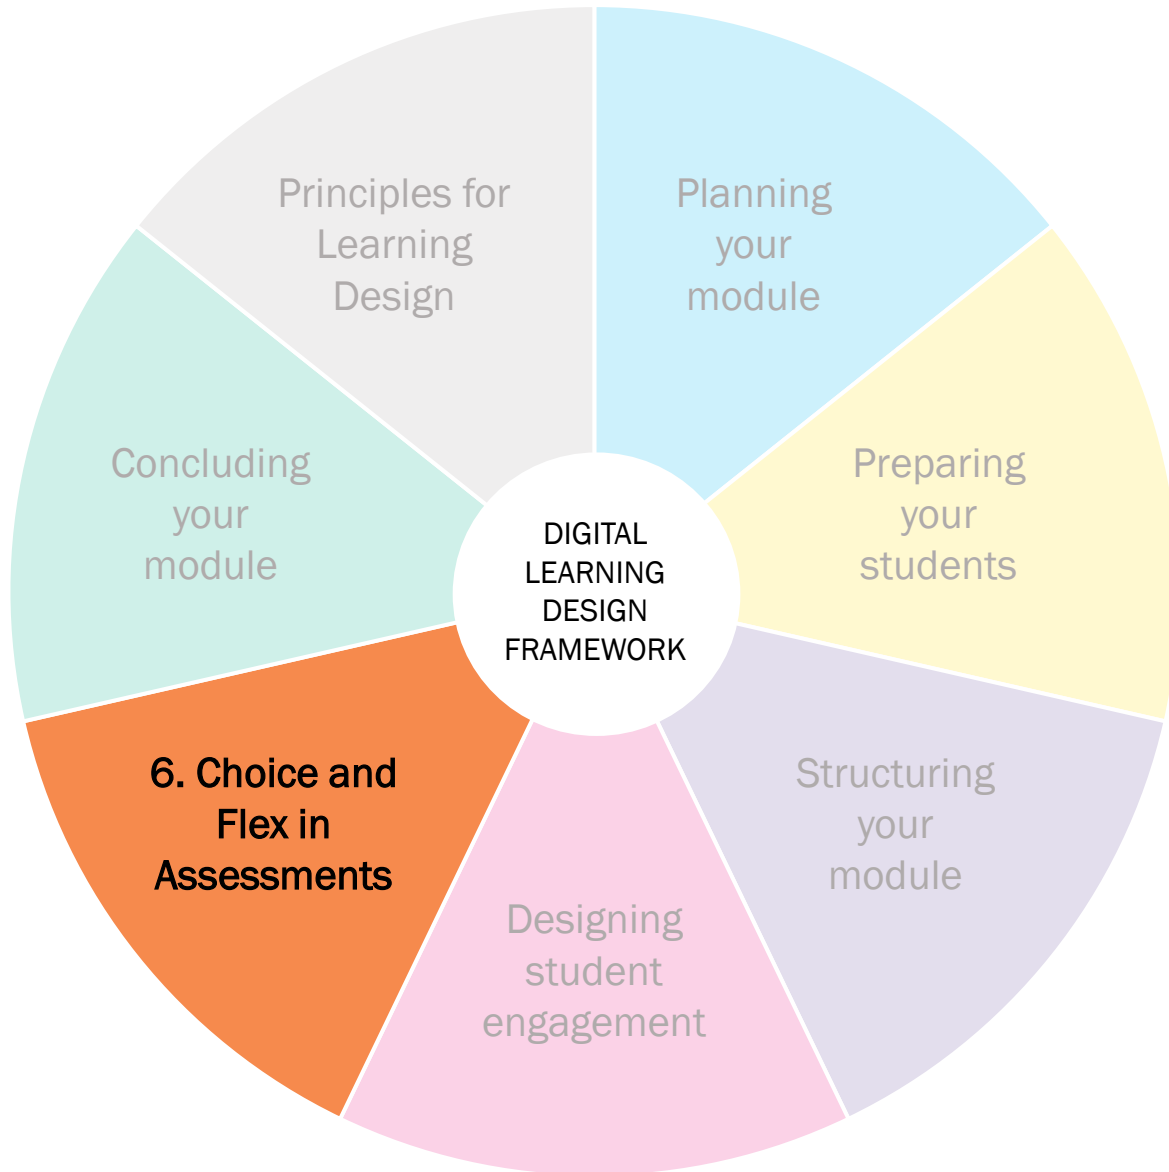 Principles for
Learning
Design
Planning
your
module
Preparing
your
students
Structuring
your
module
Designing
student
engagement
6. Choice and
Flex in
Assessments
Concluding
your
module
DIGITAL
LEARNING
DESIGN
FRAMEWORK